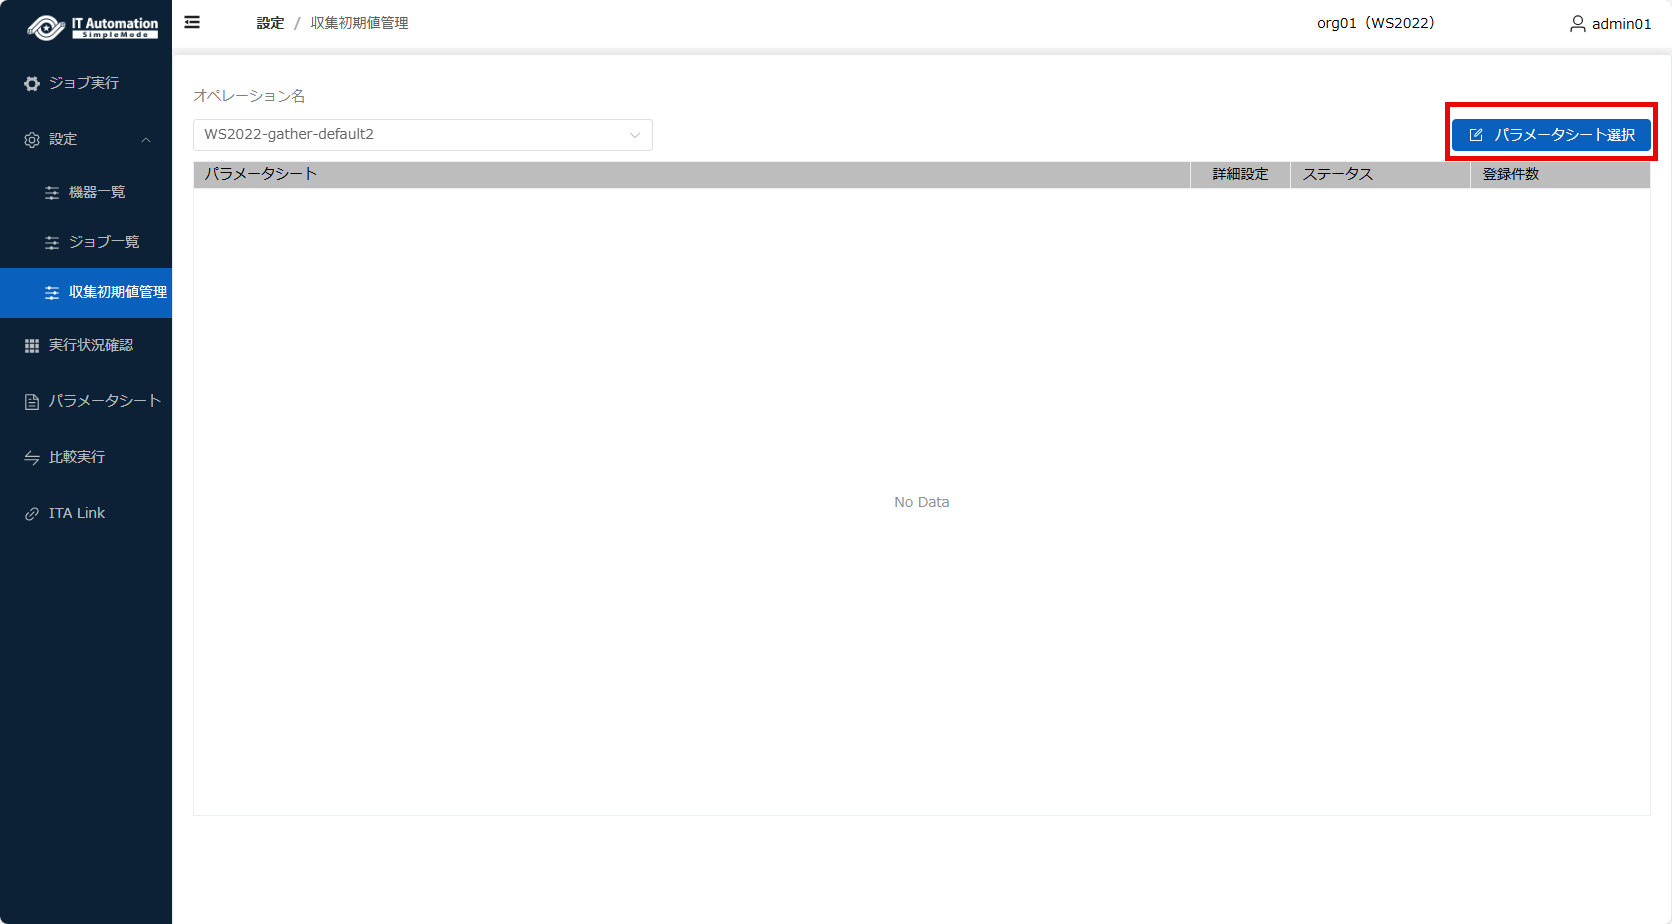 IT Automation
SimpleMode
設定 / 収集初期値管理
org01（WS2022）
admin01
ジョブ実行
設定
機器一覧
ジョブ一覧
収集初期値管理
実行状況確認
パラメータシート
比較実行
ITA Link
オペレーション名
WS2022-gather-default2
パラメータシート選択
パラメータシート 詳細設定 ステータス 登録件数
No Data